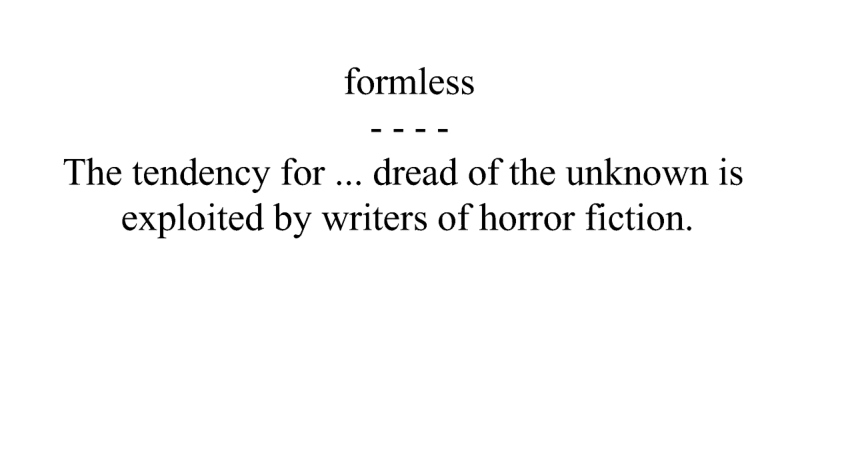 formless
- - - -
The tendency for ... dread of the unknown is
exploited by writers of horror fiction.